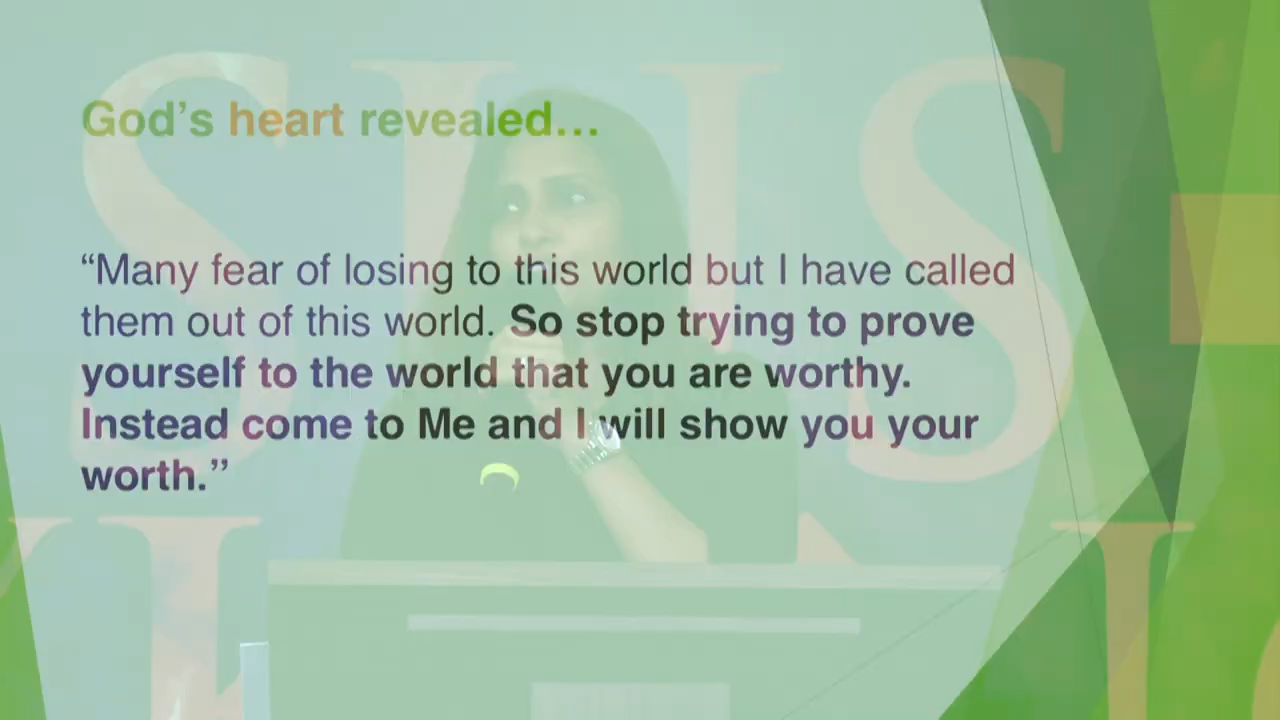 SUS
God’s heart revealed…
“Many fear of losing to this world but I have called
them out of this world. So stop trying to prove
yourself to the world that you are worthy.
Instead come to Me and I will show you your
worth.”